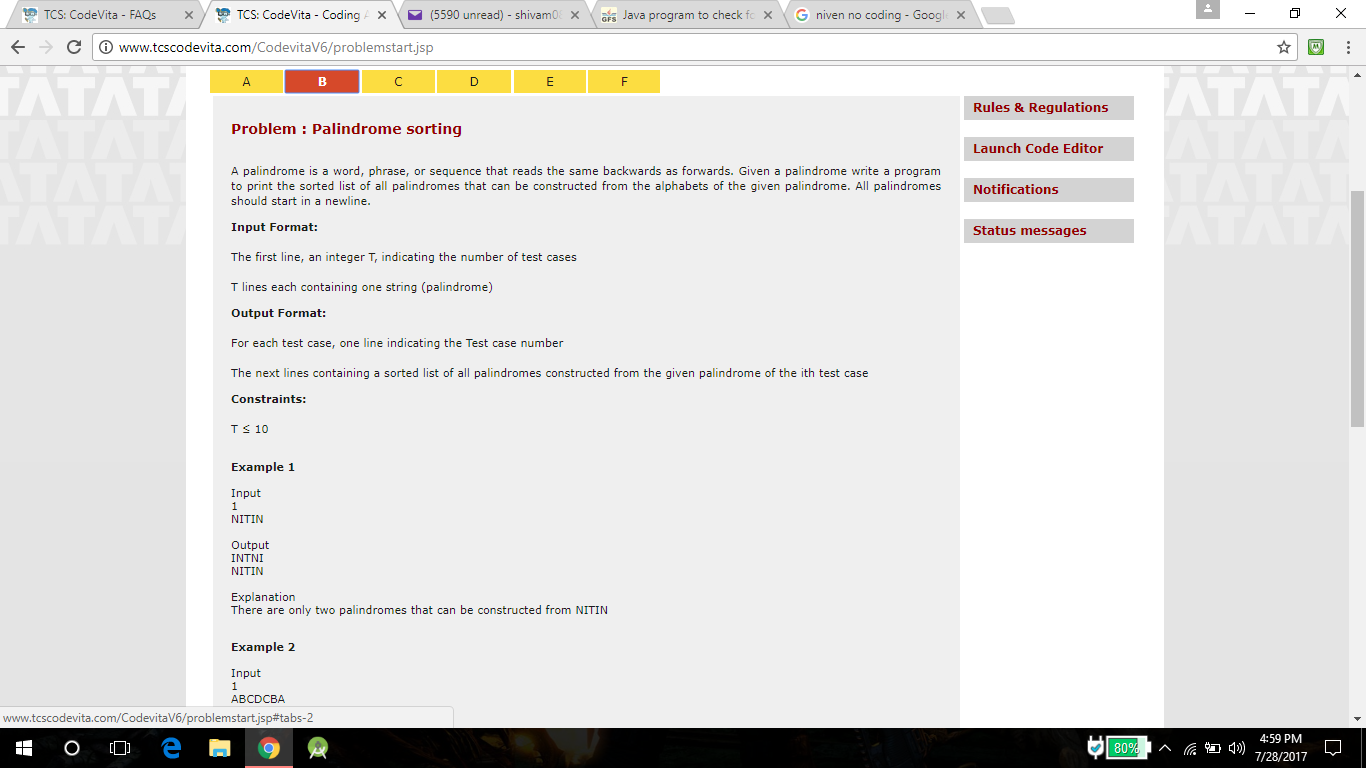 TCS: CodeVita - FAQs
TCS: CodeVita - Coding
(5590 unread) - shivam0
Java program to check fo
niven no coding - Googl
www.tcscodevita.com/CodevitaV6/problemstart.jsp
A B C D E F
Problem : Palindrome sorting
A palindrome is a word, phrase, or sequence that reads the same backwards as forwards. Given a palindrome write a program
to print the sorted list of all palindromes that can be constructed from the alphabets of the given palindrome. All palindromes
should start in a newline.
Input Format:
The first line, an integer T, indicating the number of test cases
T lines each containing one string (palindrome)
Output Format:
For each test case, one line indicating the Test case number
The next lines containing a sorted list of all palindromes constructed from the given palindrome of the ith test case
Constraints:
T ≤ 10
Example 1
Input
1
NITIN
Output
INTNI
NITIN
Explanation
There are only two palindromes that can be constructed from NITIN
Example 2
Input
1
ABCDCBA
Rules & Regulations
Launch Code Editor
Notifications
Status messages
www.tcscodevita.com/CodevitaV6/problemstart.jsp#tabs-2
80%
4:59 PM
7/28/2017